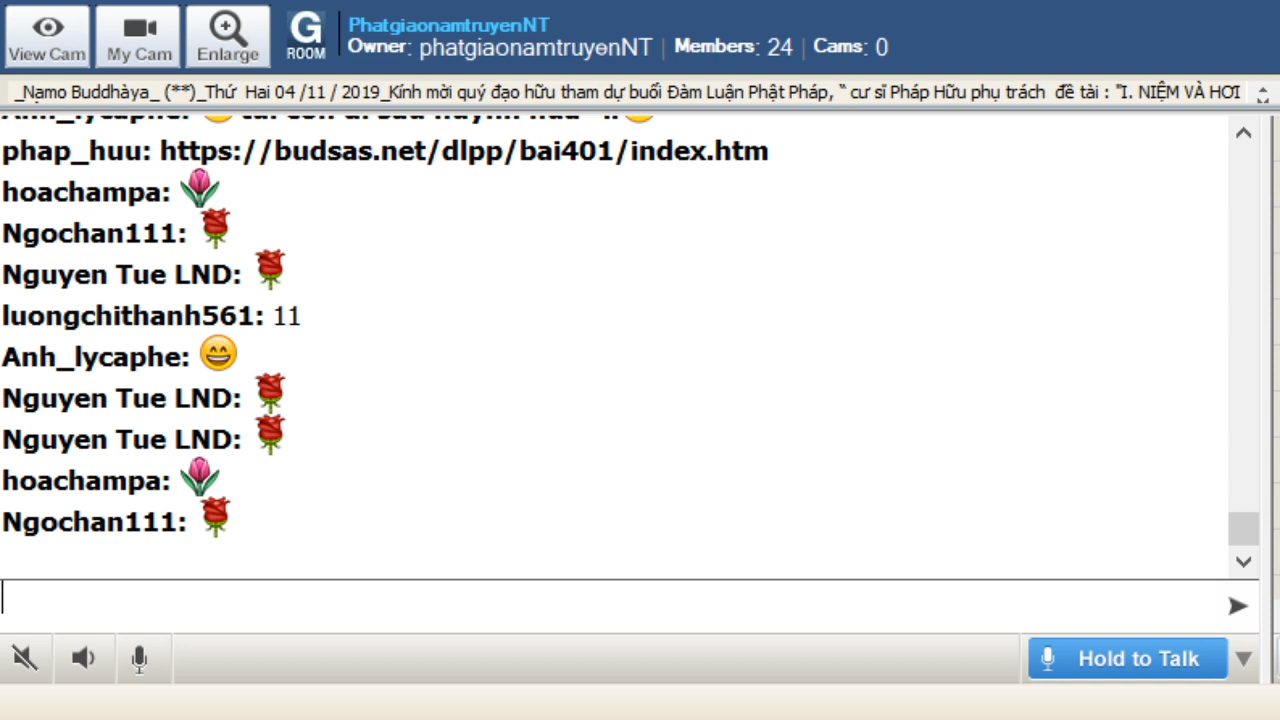 View Cam
My Cam
Enlarge
G
ROOM
PhatgiaonamtruyenNT
Owner: phatgiaonamtruyenNT | Members: 24 | Cams: 0
_Nạmo Buddhàya_ (**)_Thứ Hai 04 /11 / 2019_Kính mời quý đạo hữu tham dự buổi Đàm Luận Phật Pháp, “ cư sĩ Pháp Hữu phụ trách đề tài : "I. NIỆM VÀ HƠI
Anh_lycaphe:
phap_huu: https://budsas.net/dlpp/bai401/index.htm
hoachampa:
Ngochan111:
Nguyen Tue LND:
luongchithanh561: 11
Anh_lycaphe:
Nguyen Tue LND:
Nguyen Tue LND:
hoachampa:
Ngochan111:
Hold to Talk